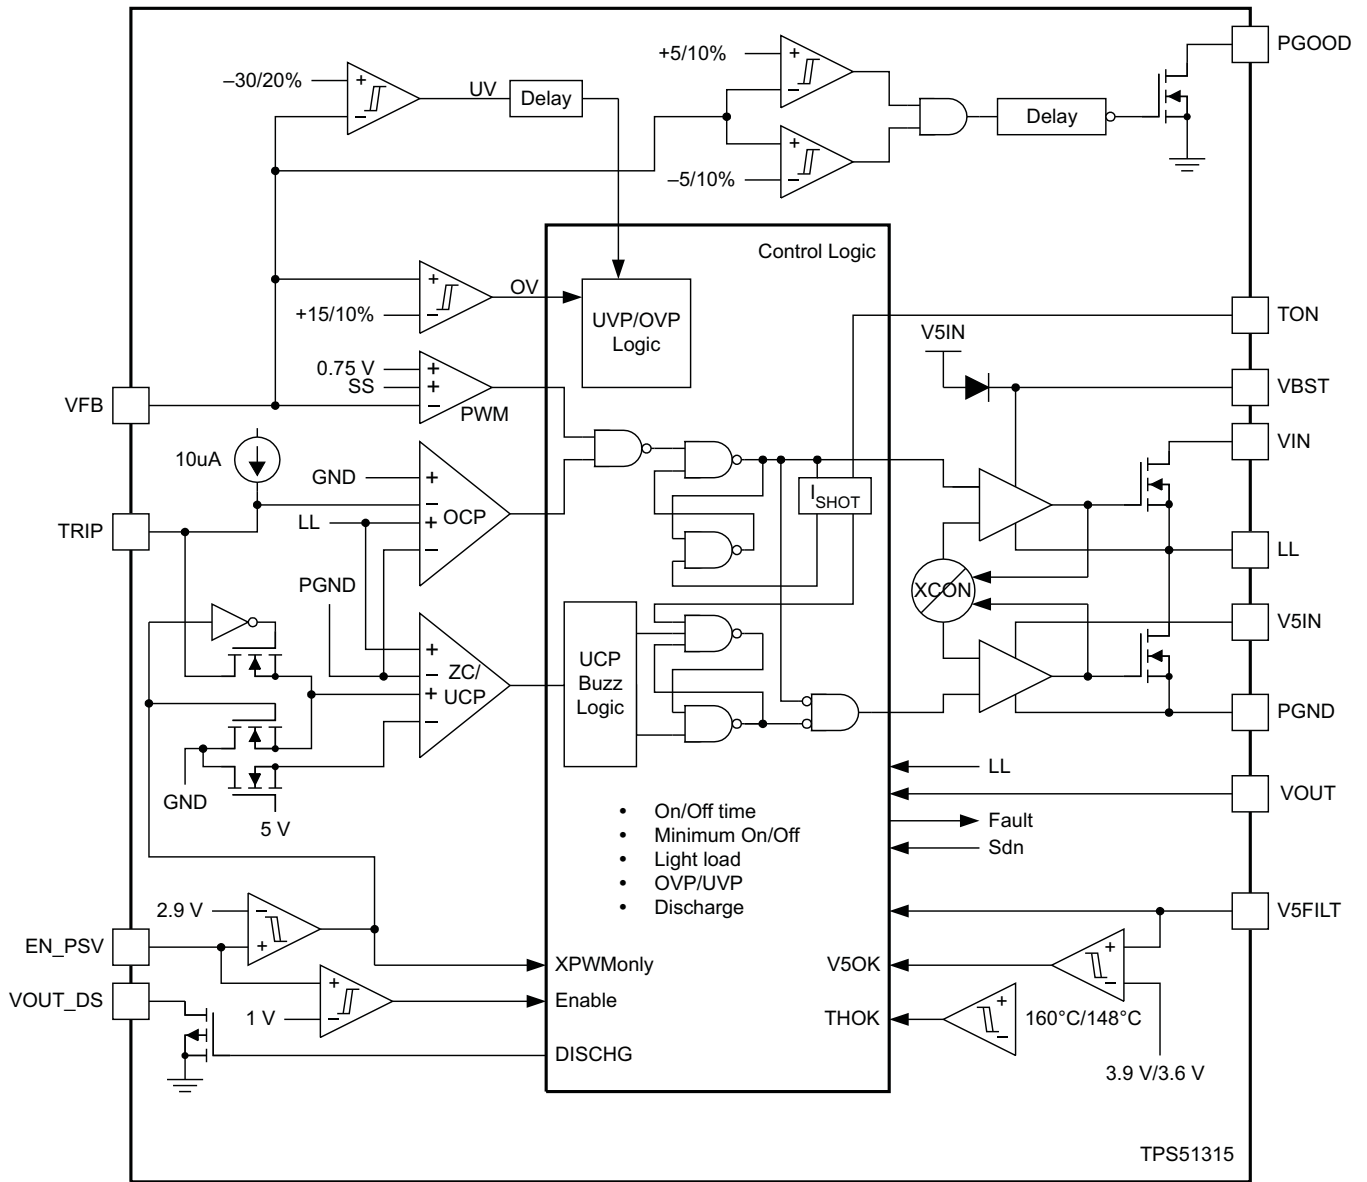 PGOOD
+5/10%
–30/20%
UV
Delay
Delay
–5/10%
Control Logic
OV
+15/10%
UVP/OVP
Logic
TON
V5IN
0.75 V
SS
PWM
VBST
VFB
VIN
10uA
GND
OCP
I SHOT
LL
TRIP
LL
PGND
XCON
V5IN
ZC/
UCP
UCP
Buzz
Logic
PGND
LL
GND
VOUT
5 V
• On/Off time
• Minimum On/Off
• Light load
• OVP/UVP
• Discharge
Fault
Sdn
2.9 V
V5FILT
EN_PSV
XPWMonly
V5OK
VOUT_DS
1 V
Enable
THOK
160°C/148°C
DISCHG
3.9 V/3.6 V
TPS51315